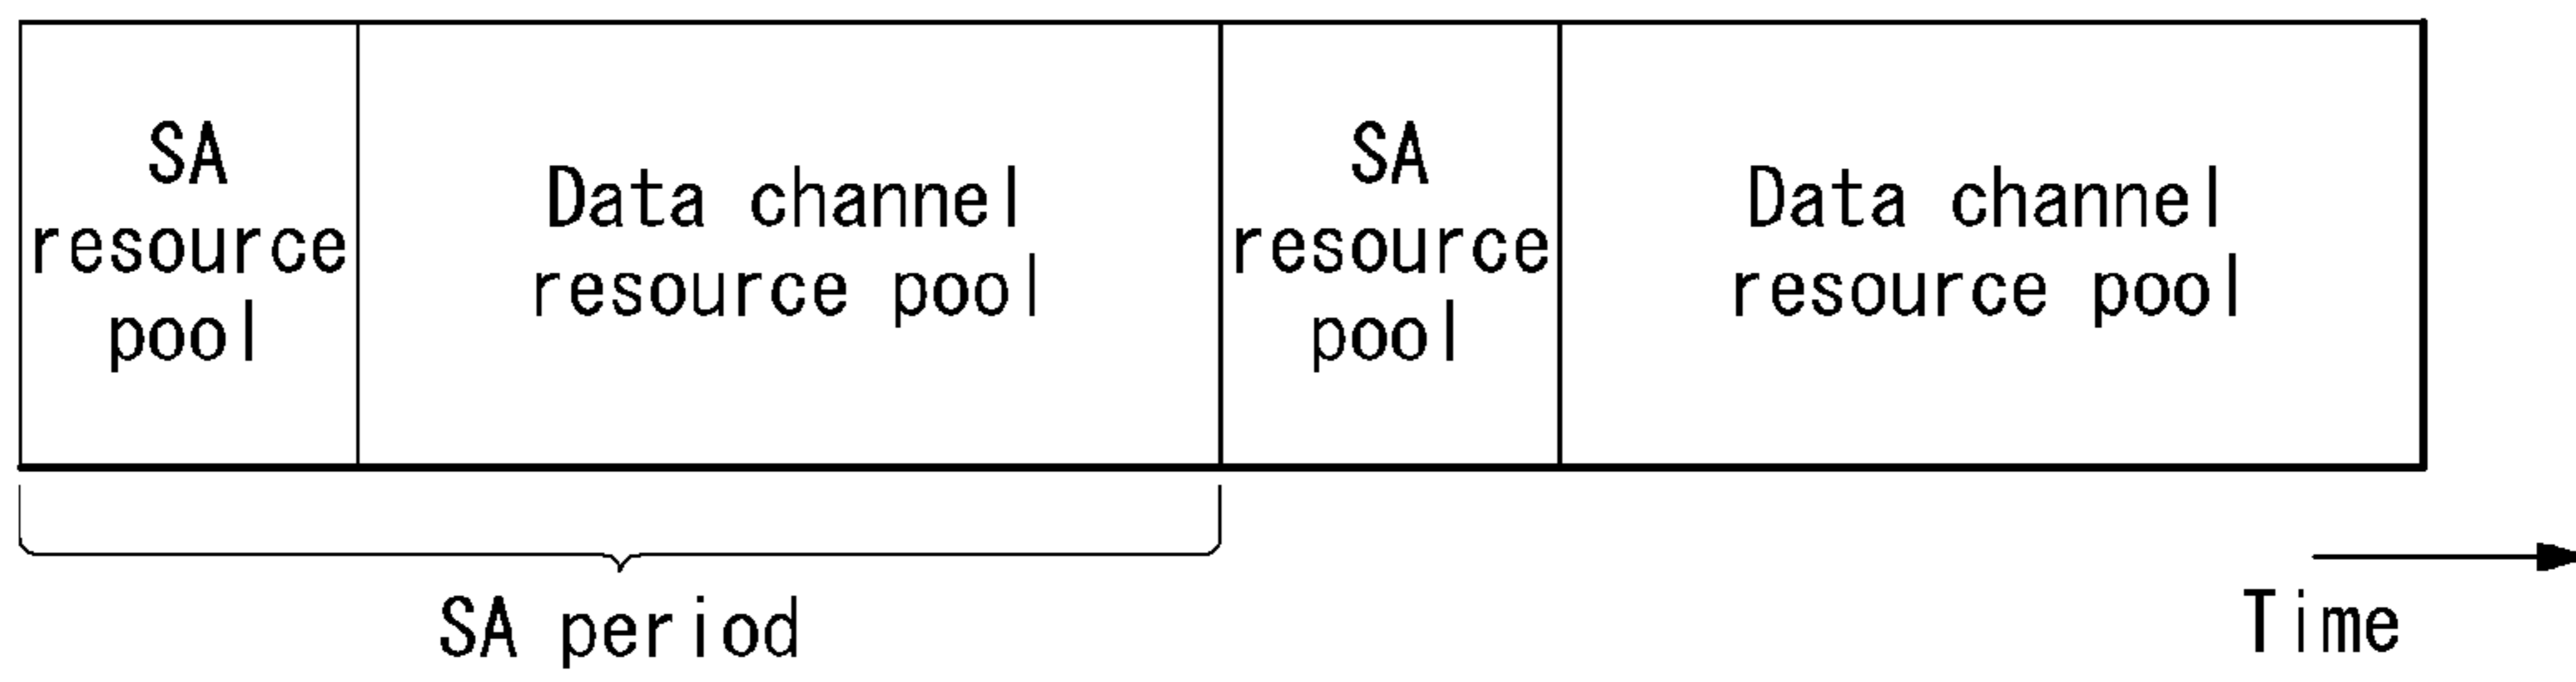 SA
resource
pool
Data channel
resource pool
SA
resource
pool
Data channel
resource pool
SA period
Time